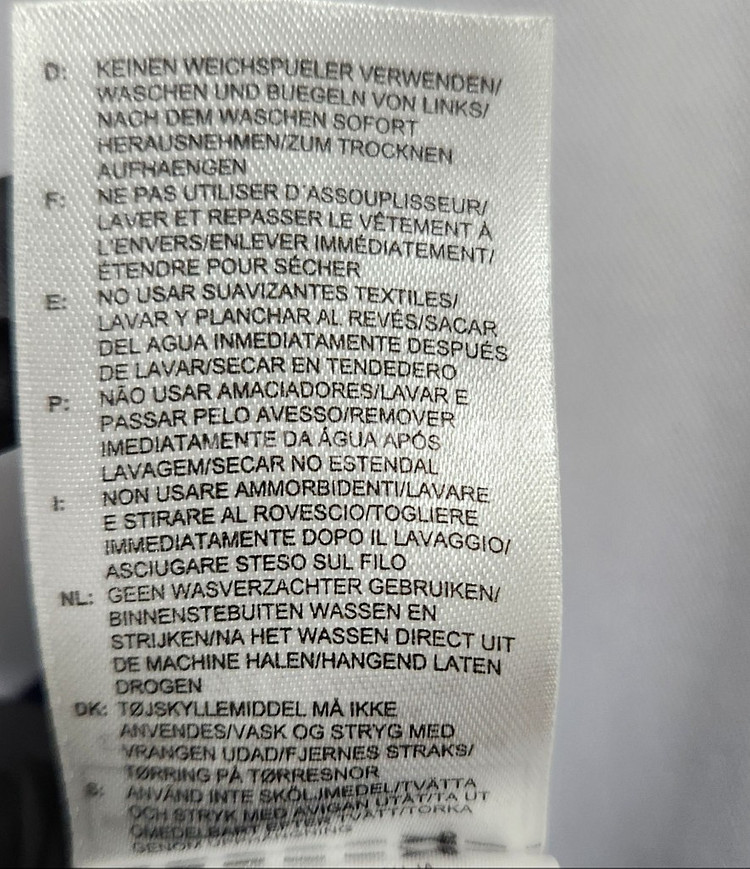 D: KEINEN WEICHSPUELER VERWENDEN/
WASCHEN UND BUEGELN VON LINKS/
NACH DEM WASCHEN SOFORT
HERAUSNEHMEN/ZUM TROCKNEN
AUFHAENGEN
F: NE PAS UTILISER D'ASSOUPLISSEUR/
LAVER ET REPASSER LE VÊTEMENT À
L'ENVERS/ENLEVER IMMÉDIATEMENT/
ÉTENDRE POUR SÉCHER
E: NO USAR SUAVIZANTES TEXTILES/
LAVAR Y PLANCHAR AL REVÉS/SACAR
DEL AGUA INMEDIATAMENTE DESPUÉS
DE LAVAR/SECAR EN TENDEDERO
P: NÃO USAR AMACIADORES/LAVAR E
PASSAR PELO AVESSO/REMOVER
IMEDIATAMENTE DA ÁGUA APÓS
LAVAGEM/SECAR NO ESTENDAL
I: NON USARE AMMORBIDENTI/LAVARE
E STIRARE AL ROVESCIO/TOGLIERE
IMMEDIATAMENTE DOPO IL LAVAGGIO/
ASCIUGARE STESO SUL FILO
NL: GEEN WASVERZACHTER GEBRUIKEN/
BINNENSTEBUITEN WASSEN EN
STRIJKEN/NA HET WASSEN DIRECT UIT
DE MACHINE HALEN/HANGEND LATEN
DROGEN
DK: TØJSKYLLEMIDDEL MÅ IKKE
ANVENDES/VASK OG STRYG MED
VRANGEN UDAD/FJERNES STRAKS/
TØRRING PÅ TØRRESNOR
S: ANVÄND INTE SKÖLJMEDEL/TVÄTTA
OCH STRYK MED AVIGAN UTÅT/TA UT
OMEDELBART EFTER TVÄTT/TORKA
GENOM